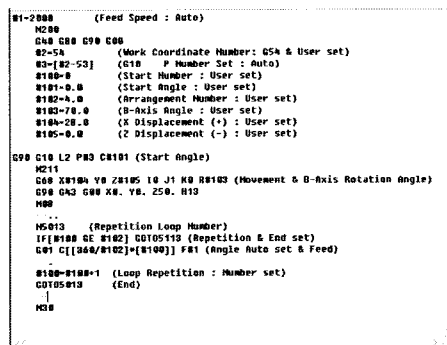 #1=2000 (Feed Speed : Auto)
N200
G40 G80 G90 G00
#2=54 (Work Coordinate Number: G54 & User set)
#3=[#2-53] (G10 P Number Set : Auto)
#100=0 (Start Number : User set)
#101=0.0 (Start Angle : User set)
#102=4.0 (Arrangement Number : User set)
#103=70.0 (B-Axis Angle : User set)
#104=20.0 (X Displacement (+) : User set)
#105=0.0 (Z Displacement (-) : User set)
G90 G10 L2 P#3 C#101 (Start Angle)
N211
G68 X#104 Y0 Z#105 I0 J1 K0 R#103 (Movement & B-Axis Rotation Angle)
G90 G43 G00 X0. Y0. Z50. H13
M08
...
N5013 (Repetition Loop Number)
IF[#100 GE #102] GOTO5113 (Repetition & End set)
G01 C[[360/#102]*[#100]] F#1 (Angle Auto set & Feed)
..
#100=#100+1 (Loop Repetition : Number set)
GOTO5013 (End)
M30